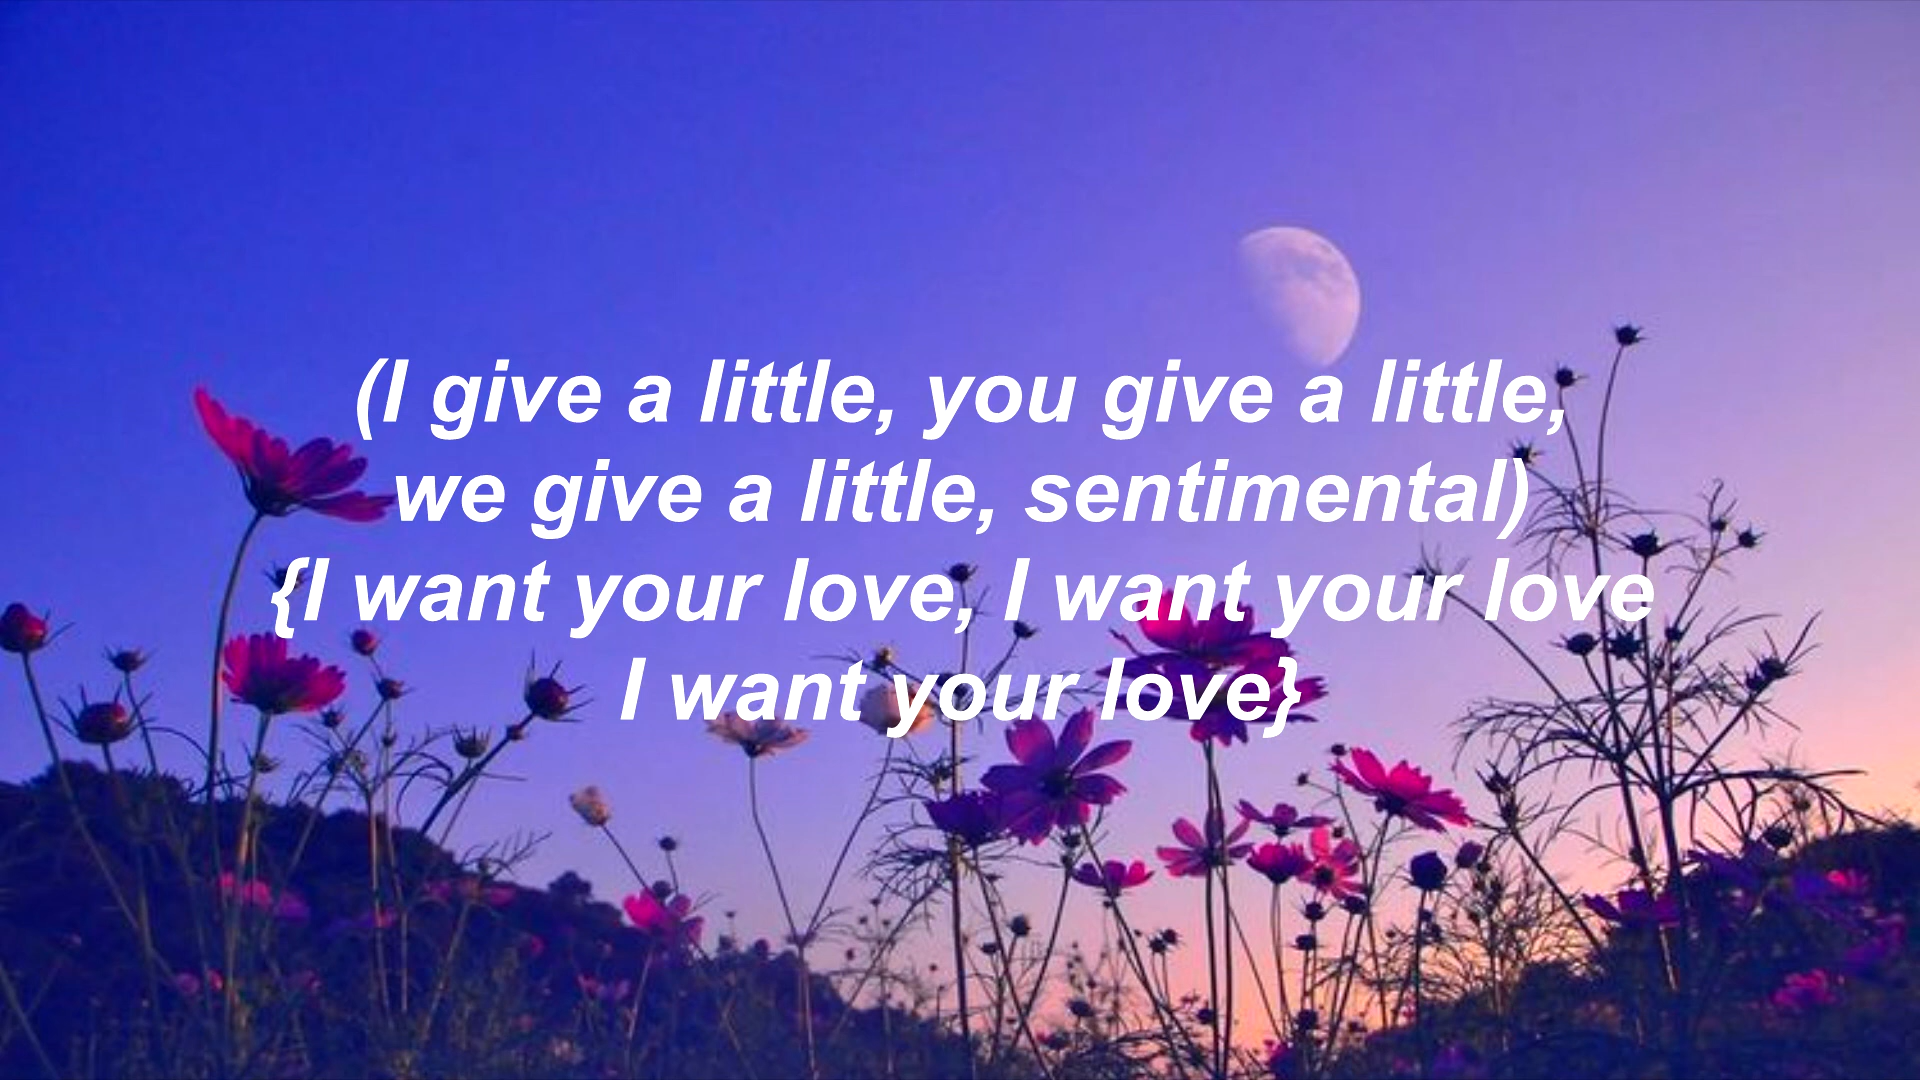 (I give a little, you give a little,
we give a little, sentimental)
{I want your love, I want your love
I want your love}